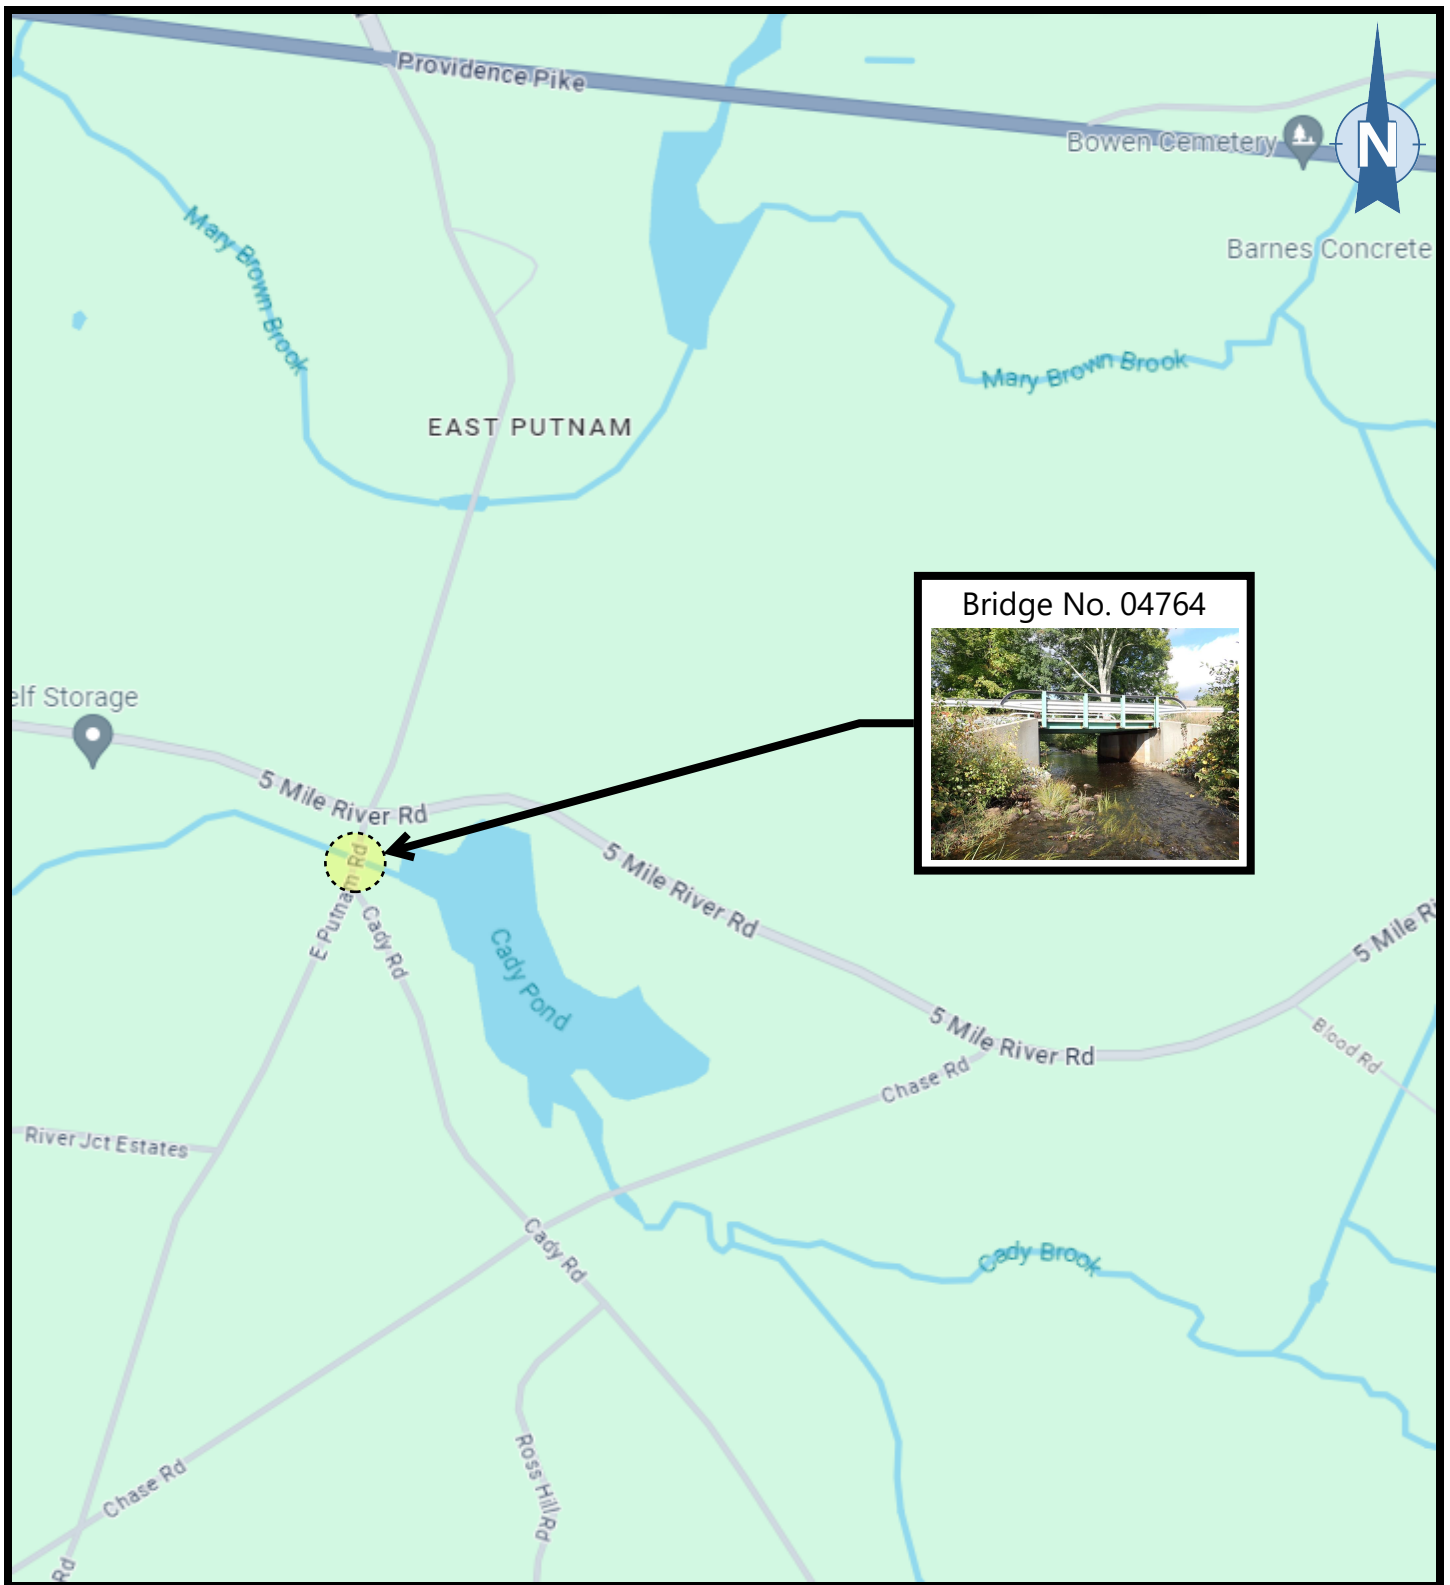 Providence Pike
Bowen Cemetery
N
Barnes Concrete
Mary Brown Brook
Mary Brown Brook
EAST PUTNAM
Bridge No. 04764
elf Storage
5 Mile River Rd
5 Mile River Rd
E Putnam Rd
Cady Rd
Cady Pond
5 Mile Ri
5 Mile River Rd
Blood Rd
Chase Rd
River Jct Estates
Cady Rd
Cady Brook
Ross Hill Rd
Chase Rd
Rd